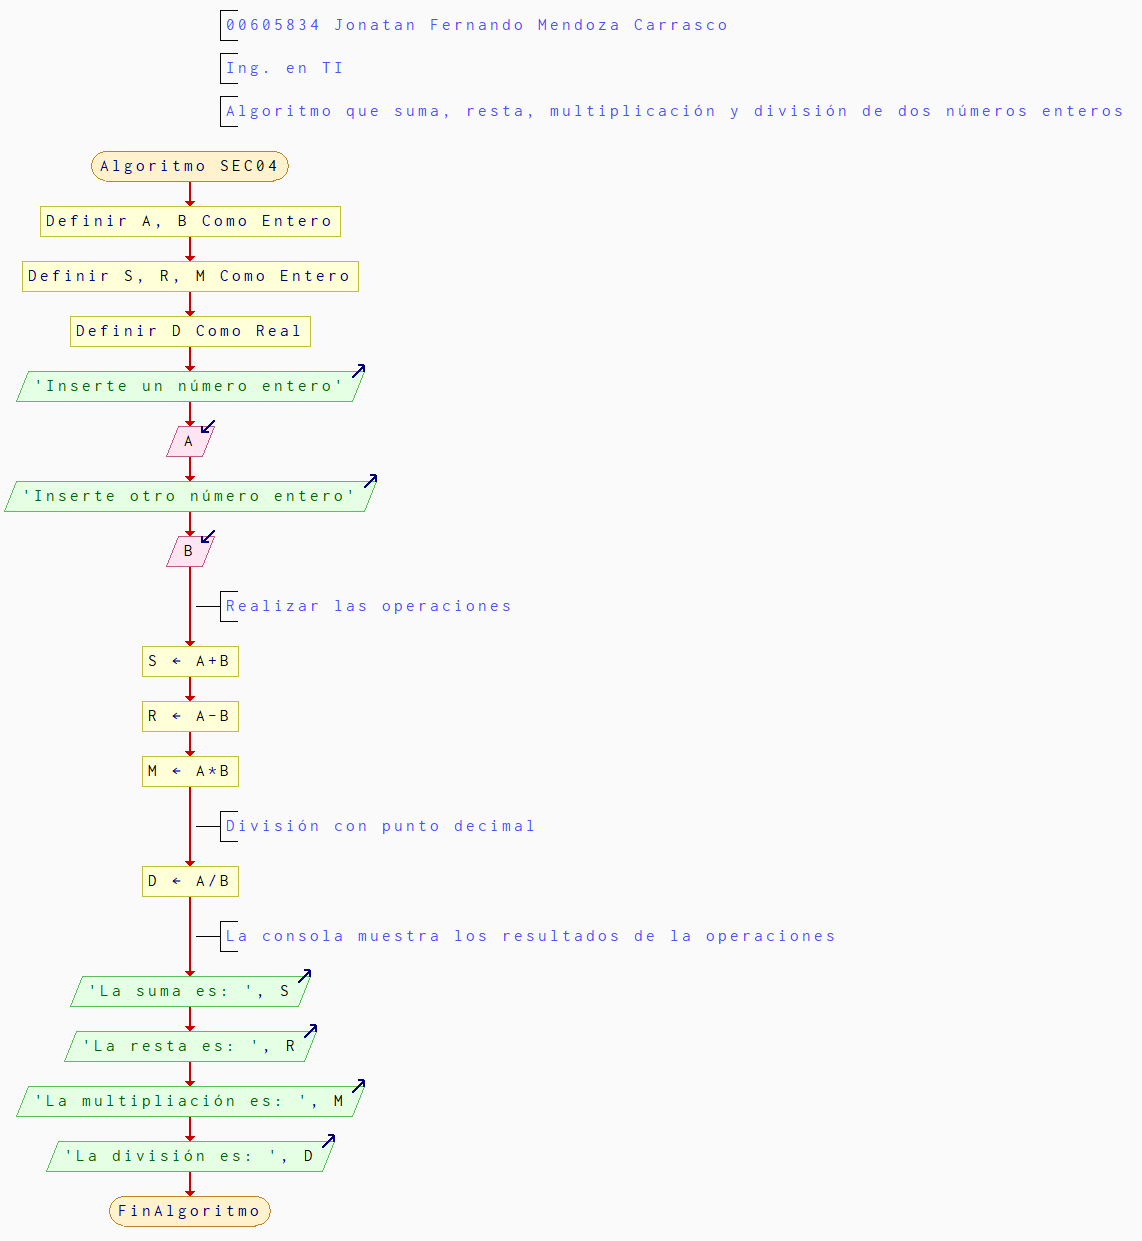 00605834 Jonatan Fernando Mendoza Carrasco
Ing. en TI
Algoritmo que suma, resta, multiplicación y división de dos números enteros
Algoritmo SEC04
Definir A, B Como Entero
Definir S, R, M Como Entero
Definir D Como Real
'Inserte un número entero'
A
'Inserte otro número entero'
B
Realizar las operaciones
S ← A+B
R ← A-B
M ← A*B
División con punto decimal
D ← A/B
La consola muestra los resultados de la operaciones
'La suma es: ', S
'La resta es: ', R
'La multipliación es: ', M
'La división es: ', D
FinAlgoritmo